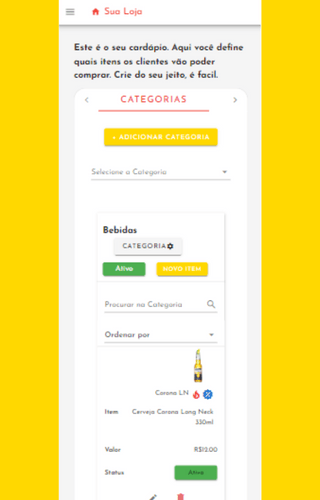 Sua Loja
Este é o seu cardápio. Aqui você define
quais itens os clientes vão poder
comprar. Crie do seu jeito, é facil.
CATEGORIAS
+ ADICIONAR CATEGORIA
Selecione a Categoria
Bebidas
CATEGORIA
Ativo NOVO ITEM
Procurar na Categoria
Ordenar por
Corona LN
Item Cerveja Corona Long Neck
330ml
Valor R$12.00
Status Ativo